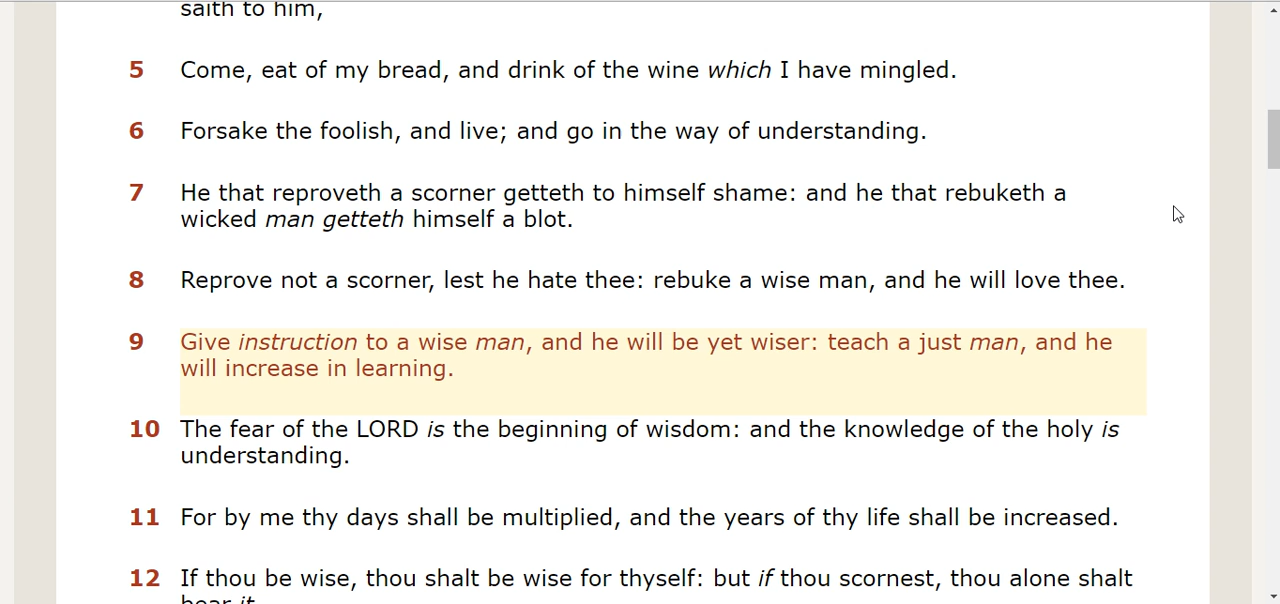 saith to him,
5 Come, eat of my bread, and drink of the wine which I have mingled.
6 Forsake the foolish, and live; and go in the way of understanding.
7 He that reproveth a scorner getteth to himself shame: and he that rebuketh a
wicked man getteth himself a blot.
8 Reprove not a scorner, lest he hate thee: rebuke a wise man, and he will love thee.
9 Give instruction to a wise man, and he will be yet wiser: teach a just man, and he
will increase in learning.
10 The fear of the LORD is the beginning of wisdom: and the knowledge of the holy is
understanding.
11 For by me thy days shall be multiplied, and the years of thy life shall be increased.
12 If thou be wise, thou shalt be wise for thyself: but if thou scornest, thou alone shalt
bear it.